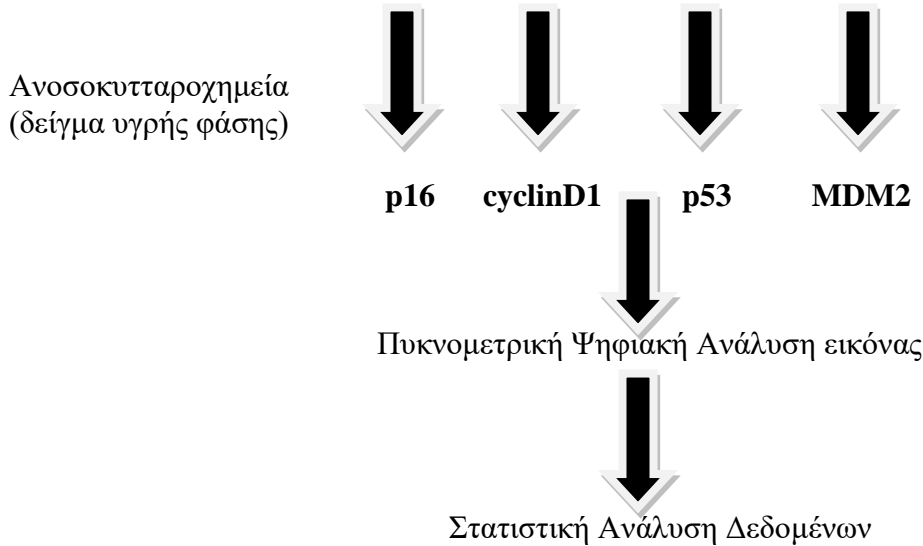 Ανοσοκυτταροχημεία
(δείγμα υγρής φάσης)
p16 cyclinD1 p53 MDM2
Πυκνομετρική Ψηφιακή Ανάλυση εικόνας
Στατιστική Ανάλυση Δεδομένων